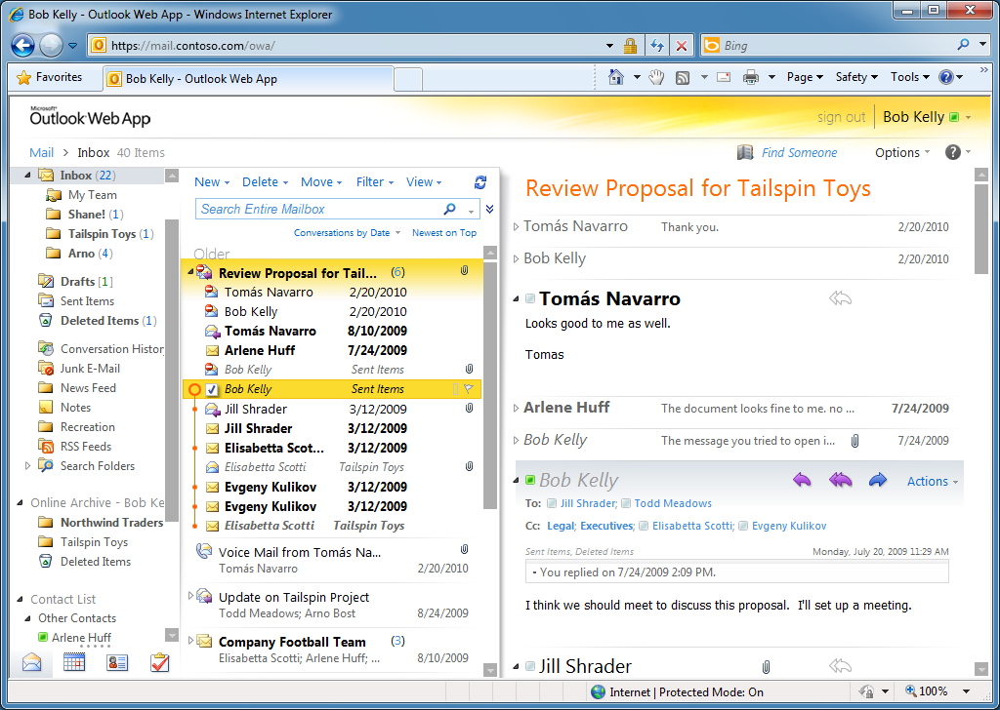 Bob Kelly - Outlook Web App - Windows Internet Explorer
https://mail.contoso.com/owa/
Bing
Favorites
Bob Kelly - Outlook Web App
Page
Safety
Tools
Microsoft®
Outlook Web App
sign out
Bob Kelly
Mail > Inbox 40 Items
Find Someone
Options
Inbox (22)
My Team
Shane! (1)
Tailspin Toys (1)
Arno (4)
Drafts [1]
Sent Items
Deleted Items (1)
Conversation Histor
Junk E-Mail
News Feed
Notes
Recreation
RSS Feeds
Search Folders
Online Archive - Bob Ke
Northwind Traders
Tailspin Toys
Deleted Items
Contact List
Other Contacts
Arlene Huff
New
Delete
Move
Filter
View
Search Entire Mailbox
Conversations by Date
Newest on Top
Older
Review Proposal for Tail... (6)
Tomás Navarro 2/20/2010
Bob Kelly 2/20/2010
Tomás Navarro 8/10/2009
Arlene Huff 7/24/2009
Bob Kelly Sent Items
Bob Kelly Sent Items
Jill Shrader 3/12/2009
Jill Shrader 3/12/2009
Elisabetta Scot... 3/12/2009
Elisabetta Scotti Tailspin Toys
Evgeny Kulikov 3/12/2009
Evgeny Kulikov 3/12/2009
Elisabetta Scotti Tailspin Toys
Voice Mail from Tomás Na...
Tomás Navarro 2/20/2010
Update on Tailspin Project
Todd Meadows; Arno Bost 8/24/2009
Company Football Team (3)
Elisabetta Scotti; Arlene Huff; ... 8/10/2009
Review Proposal for Tailspin Toys
Tomás Navarro Thank you. 2/20/2010
Bob Kelly 2/20/2010
Tomás Navarro
Looks good to me as well.
Tomas
Arlene Huff The document looks fine to me. no ... 7/24/2009
Bob Kelly The message you tried to open i... 7/24/2009
Bob Kelly
Actions
To: Jill Shrader; Todd Meadows
Cc: Legal; Executives; Elisabetta Scotti; Evgeny Kulikov
Sent Items, Deleted Items Monday, July 20, 2009 11:29 AM
- You replied on 7/24/2009 2:09 PM.
I think we should meet to discuss this proposal. I'll set up a meeting.
Jill Shrader
Internet | Protected Mode: On
100%